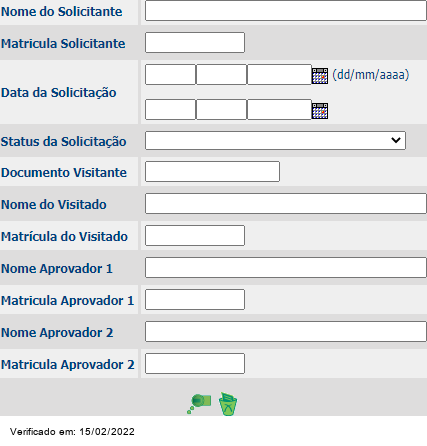 Nome do Solicitante
Matricula Solicitante
Data da Solicitação (dd/mm/aaaa)
Status da Solicitação
Documento Visitante
Nome do Visitado
Matrícula do Visitado
Nome Aprovador 1
Matricula Aprovador 1
Nome Aprovador 2
Matricula Aprovador 2
Verificado em: 15/02/2022